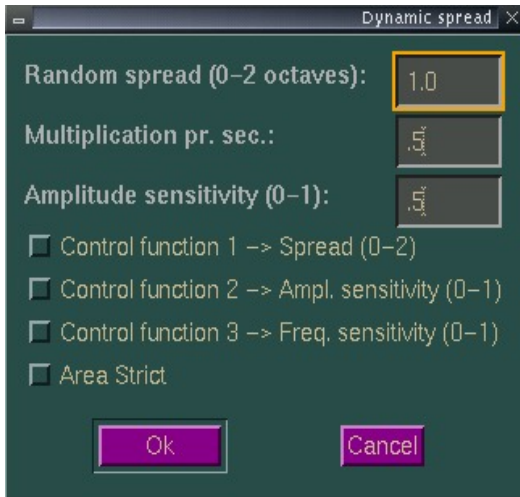 Dynamic spread
Random spread (0-2 octaves): 1.0
Multiplication pr. sec.: .5
Amplitude sensitivity (0-1): .5
Control function 1 -> Spread (0-2)
Control function 2 -> Ampl. sensitivity (0-1)
Control function 3 -> Freq. sensitivity (0-1)
Area Strict
Ok Cancel